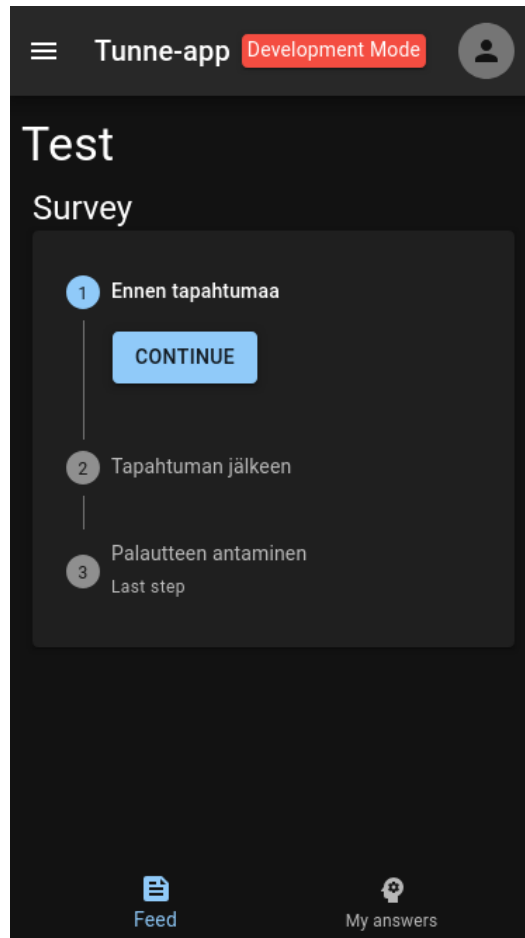 Tunne-app Development Mode
Test
Survey
1 Ennen tapahtumaa
CONTINUE
2 Tapahtuman jälkeen
3 Palautteen antaminen
Last step
Feed
My answers